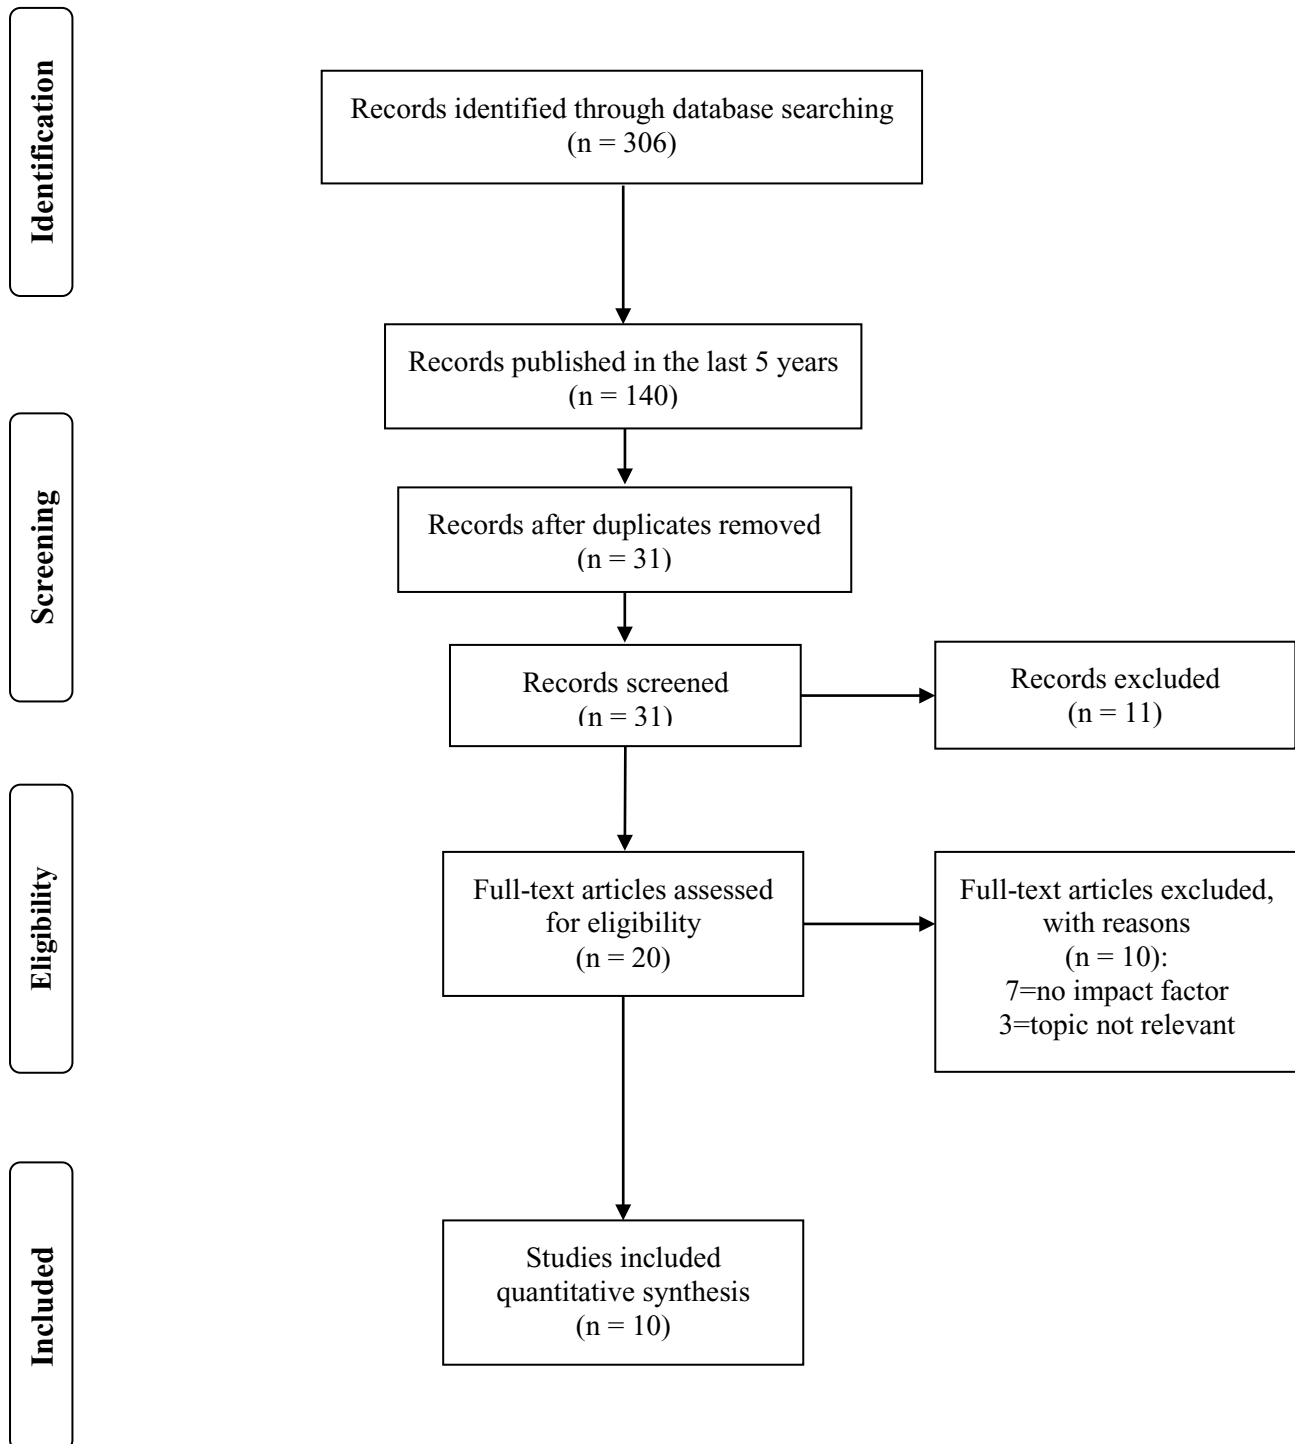 Identification
Records identified through database searching
(n = 306)
Records published in the last 5 years
(n = 140)
Screening
Records after duplicates removed
(n = 31)
Records screened
(n = 31)
Records excluded
(n = 11)
Eligibility
Full-text articles assessed
for eligibility
(n = 20)
Full-text articles excluded,
with reasons
(n = 10):
7=no impact factor
3=topic not relevant
Included
Studies included
quantitative synthesis
(n = 10)